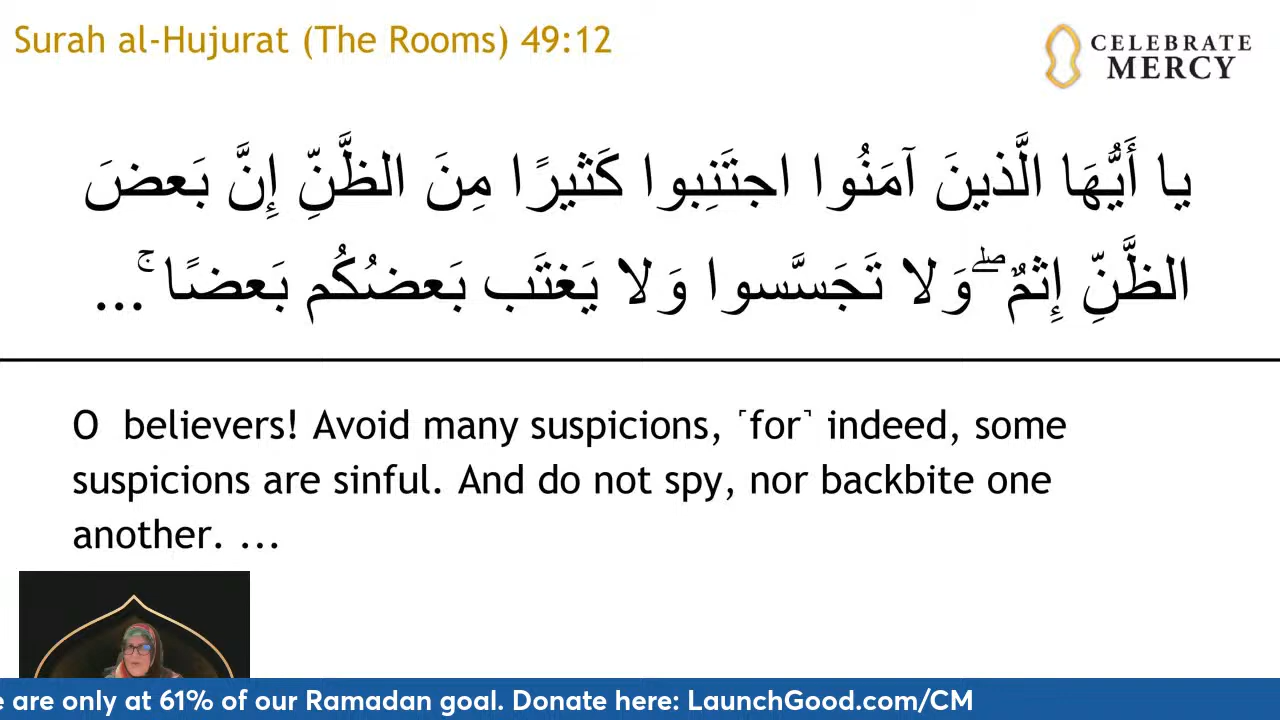 Surah al-Hujurat (The Rooms) 49:12
CELEBRATE
MERCY
يا أَيُّهَا الَّذينَ آمَنُوا اجتَنِبوا كَثيرًا مِنَ الظَّنِّ إِنَّ بَعضَ
الظَّنِّ إِثمٌ ۖ وَلا تَجَسَّسوا وَلا يَغتَب بَعضُكُم بَعضًا ۚ ...
O believers! Avoid many suspicions, ˹for˺ indeed, some
suspicions are sinful. And do not spy, nor backbite one
another. ...
e are only at 61% of our Ramadan goal. Donate here: LaunchGood.com/CM